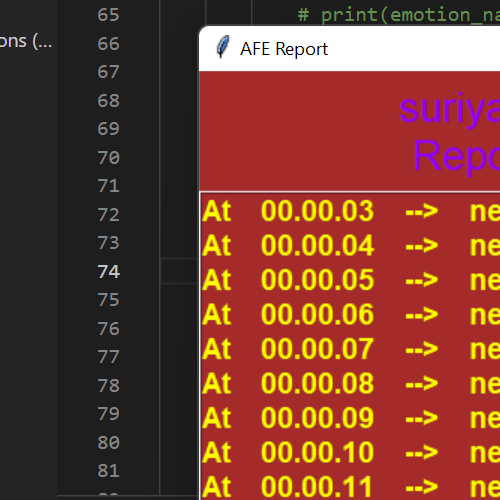 ons (...
65
# print(emotion_na
66
67
68
69
70
71
72
73
74
75
76
77
78
79
80
81
AFE Report
suriya
Repo
At 00.00.03 --> ne
At 00.00.04 --> ne
At 00.00.05 --> ne
At 00.00.06 --> ne
At 00.00.07 --> ne
At 00.00.08 --> ne
At 00.00.09 --> ne
At 00.00.10 --> ne
At 00.00.11 --> ne